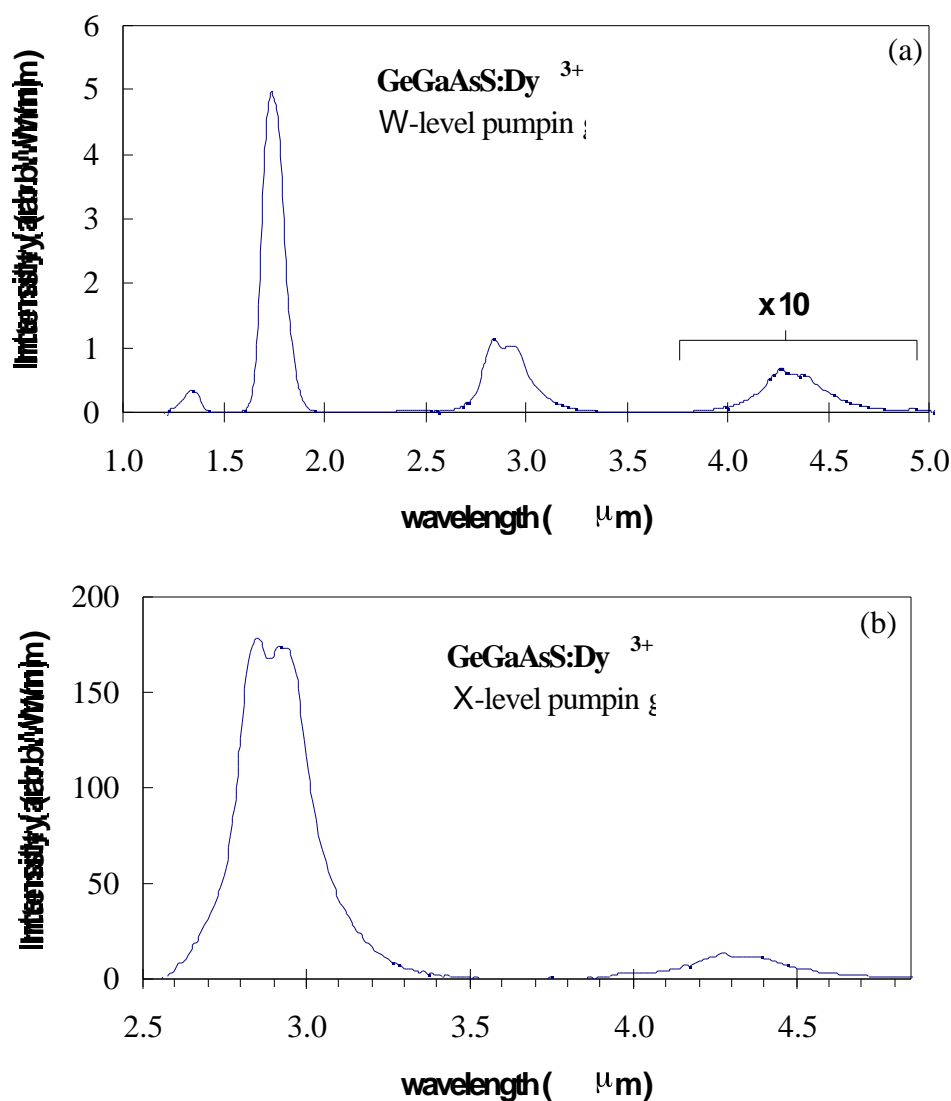 6
(a)
GeGaAsS:Dy 3+
5
W-level pumpin g
4
3
2
x 10
1
0
1.0 1.5 2.0 2.5 3.0 3.5 4.0 4.5 5.0
wavelength ( μm)
200
(b)
GeGaAsS:Dy 3+
150
X-level pumpin g
100
50
0
2.5 3.0 3.5 4.0 4.5
wavelength ( μm)